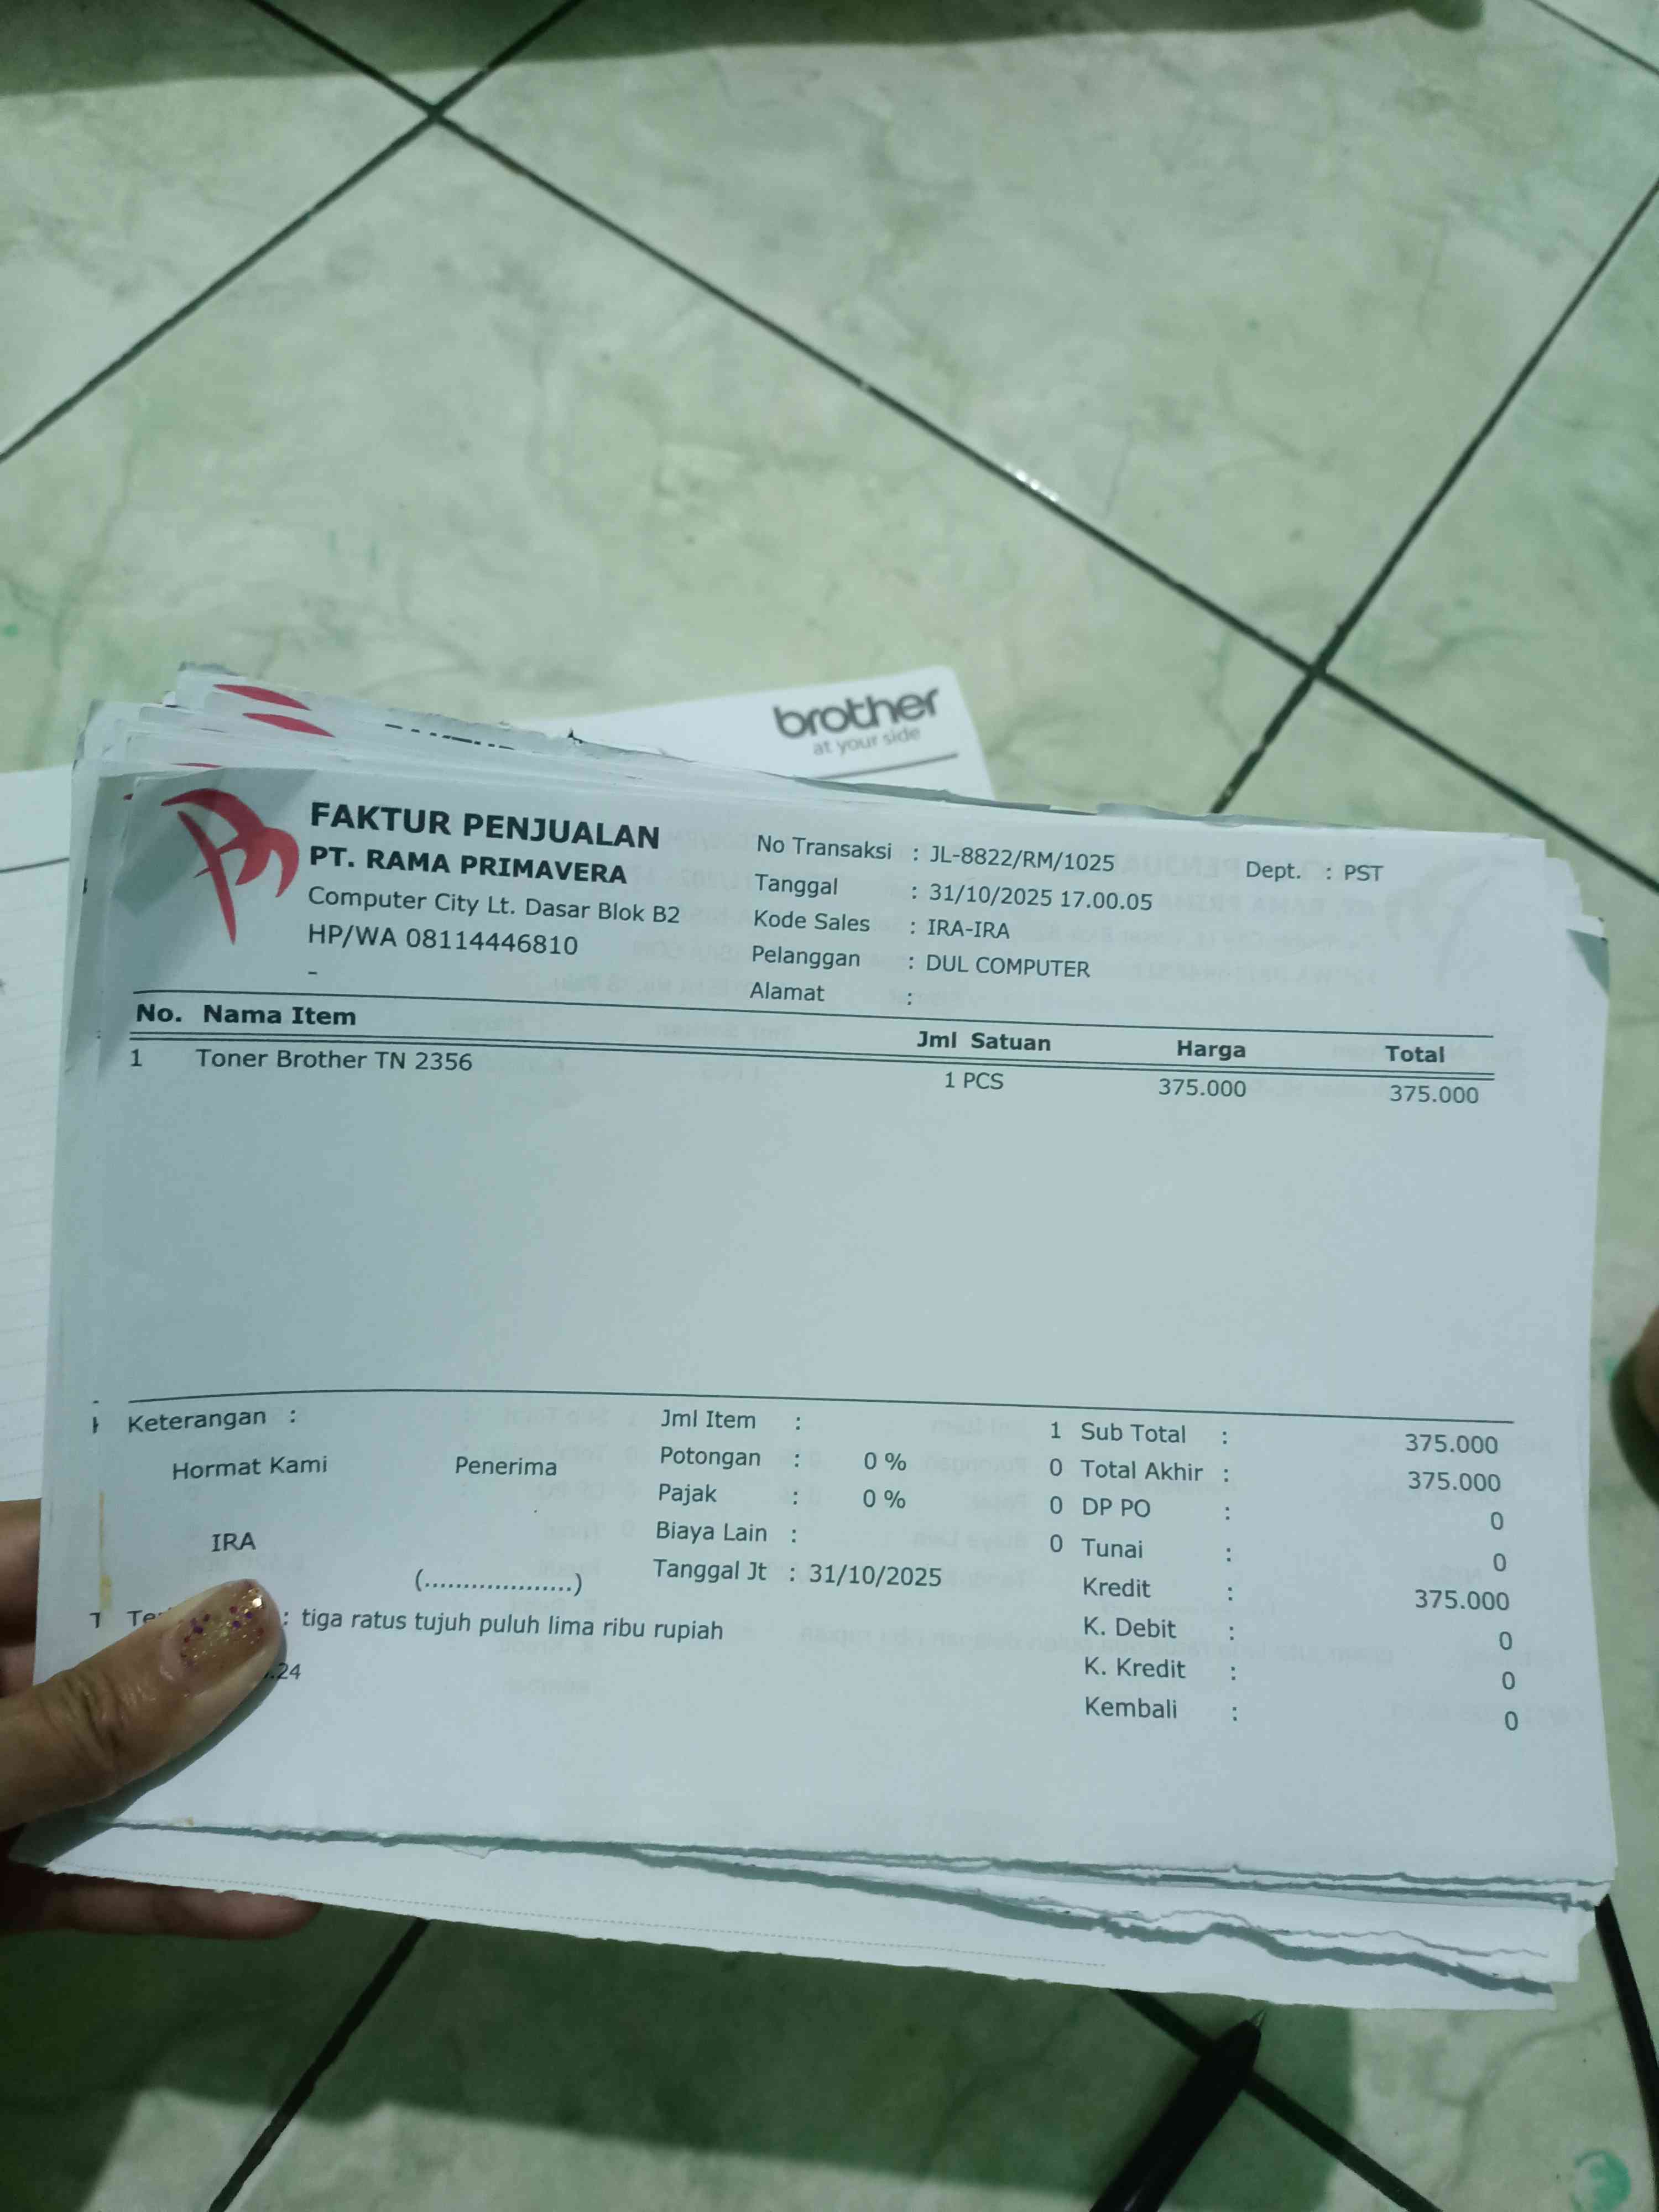 brother
at your side
FAKTUR PENJUALAN
PT. RAMA PRIMAVERA
Computer City Lt. Dasar Blok B2
HP/WA 08114446810
-
No Transaksi : JL-8822/RM/1025
Dept. : PST
Tanggal : 31/10/2025 17.00.05
Kode Sales : IRA-IRA
Pelanggan : DUL COMPUTER
Alamat :
No. Nama Item Jml Satuan Harga Total
1 Toner Brother TN 2356 1 PCS 375.000 375.000
Keterangan :
Hormat Kami Penerima
IRA
(....................)
Jml Item : 1
Potongan : 0 % 0
Pajak : 0 % 0
Biaya Lain : 0
Tanggal Jt : 31/10/2025
Sub Total : 375.000
Total Akhir : 375.000
DP PO : 0
Tunai : 0
Kredit : 375.000
K. Debit : 0
K. Kredit : 0
Kembali : 0
: tiga ratus tujuh puluh lima ribu rupiah
.24